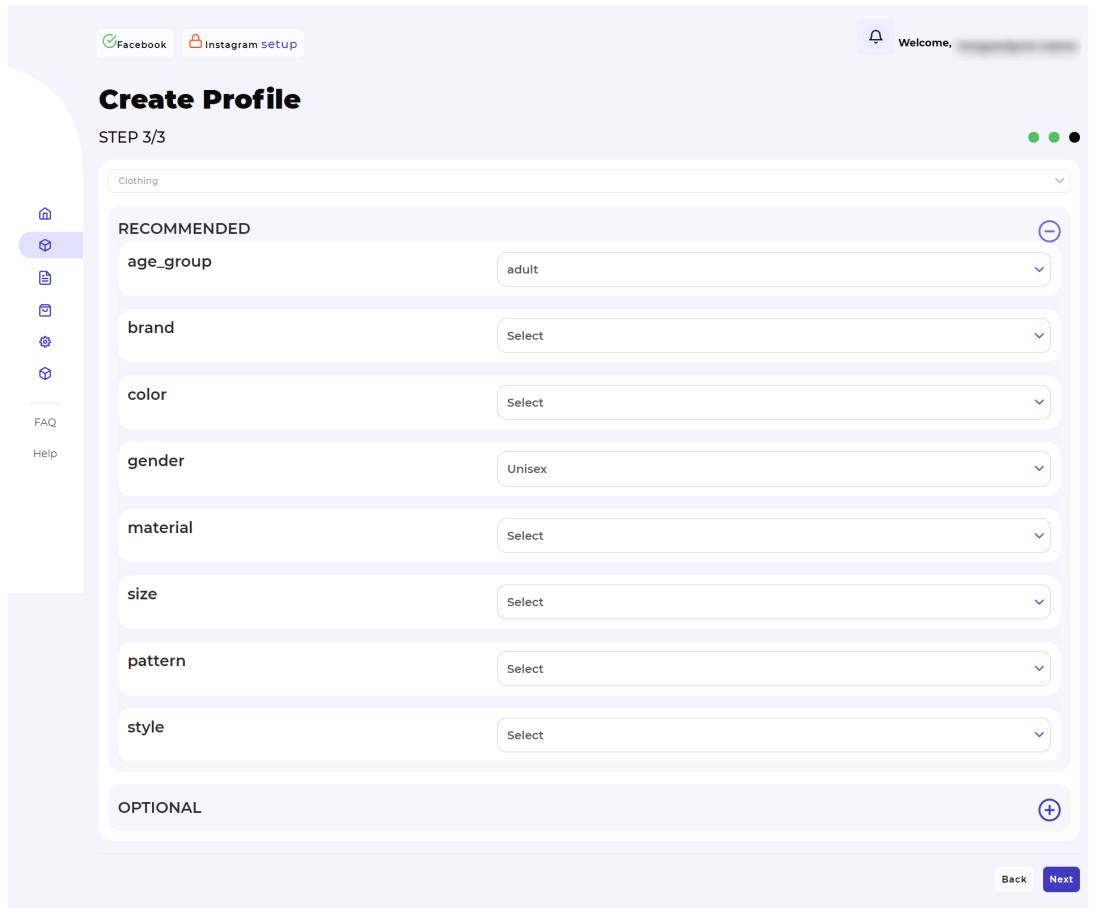 Facebook
Instagram setup
Welcome,
Create Profile
STEP 3/3
Clothing
RECOMMENDED
age_group
adult
brand
Select
color
Select
gender
Unisex
material
Select
size
Select
pattern
Select
style
Select
OPTIONAL
FAQ
Help
Back
Next